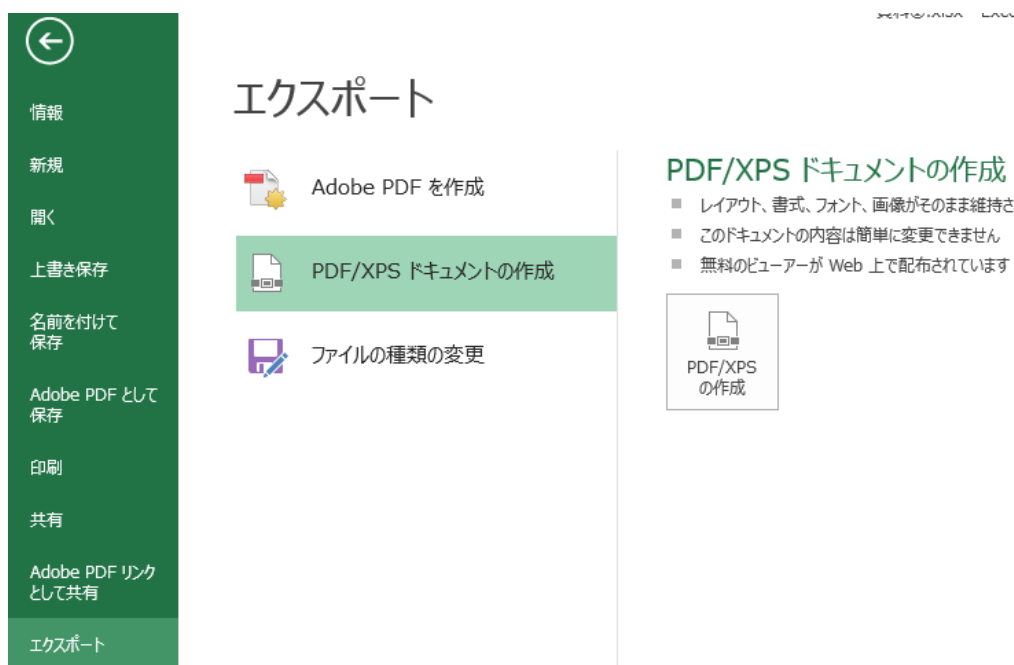 エクスポート
情報
新規
開く
上書き保存
名前を付けて
保存
Adobe PDF として
保存
印刷
共有
Adobe PDF リンク
として共有
エクスポート
Adobe PDF を作成
PDF/XPS ドキュメントの作成
ファイルの種類の変更
PDF/XPS ドキュメントの作成
レイアウト、書式、フォント、画像がそのまま維持さ
このドキュメントの内容は簡単に変更できません
無料のビューアーが Web 上で配布されています
PDF/XPS
の作成